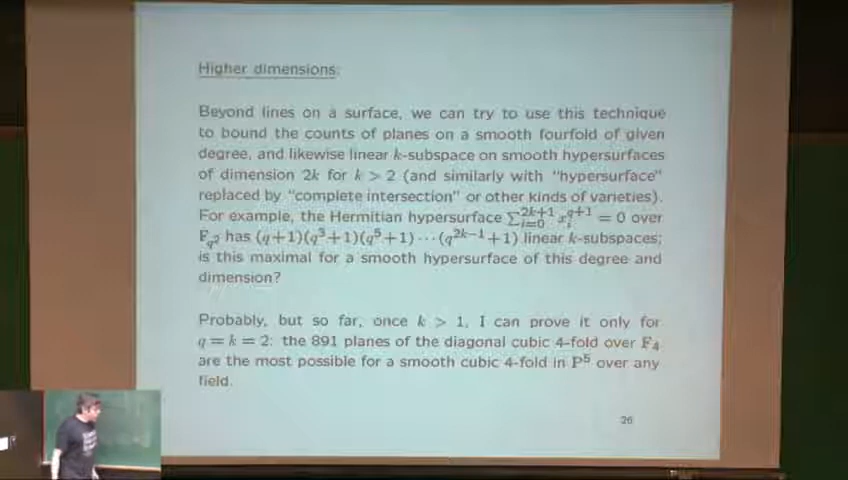 Higher dimensions:
Beyond lines on a surface, we can try to use this technique
to bound the counts of planes on a smooth fourfold of given
degree, and likewise linear k-subspace on smooth hypersurfaces
of dimension 2k for k > 2 (and similarly with "hypersurface"
replaced by "complete intersection" or other kinds of varieties).
For example, the Hermitian hypersurface ∑_{i=0}^{2k+1} x_i^{q+1} = 0 over
F_{q^2} has (q+1)(q^3+1)(q^5+1)⋯(q^{2k−1}+1) linear k-subspaces;
is this maximal for a smooth hypersurface of this degree and
dimension?
Probably, but so far, once k > 1, I can prove it only for
q = k = 2: the 891 planes of the diagonal cubic 4-fold over F_4
are the most possible for a smooth cubic 4-fold in P^5 over any
field.
26